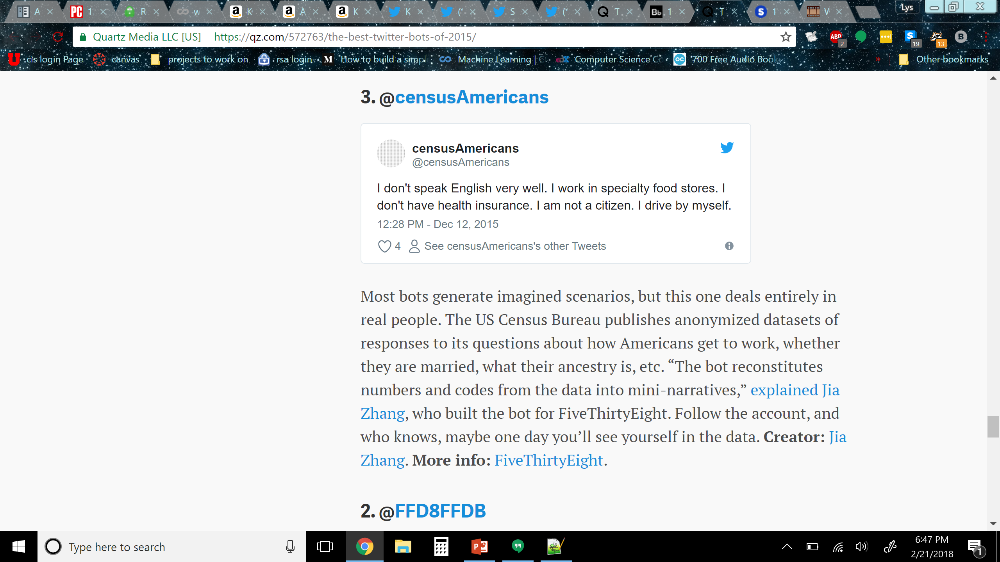 A PC 1 R w a K a A a K K ( S ( T Bb 1 T S 1 V Lys
Quartz Media LLC [US] https://qz.com/572763/the-best-twitter-bots-of-2015/ ABP 2 S 19 13 B
cis login Page canvas projects to work on rsa login M How to build a simple Machine Learning | C edX Computer Science Co oc 700 Free Audio Book » Other bookmarks
3. @censusAmericans
censusAmericans
@censusAmericans
I don't speak English very well. I work in specialty food stores. I
don't have health insurance. I am not a citizen. I drive by myself.
12:28 PM - Dec 12, 2015
4 See censusAmericans's other Tweets
Most bots generate imagined scenarios, but this one deals entirely in
real people. The US Census Bureau publishes anonymized datasets of
responses to its questions about how Americans get to work, whether
they are married, what their ancestry is, etc. “The bot reconstitutes
numbers and codes from the data into mini-narratives,” explained Jia
Zhang, who built the bot for FiveThirtyEight. Follow the account, and
who knows, maybe one day you’ll see yourself in the data. Creator: Jia
Zhang. More info: FiveThirtyEight.
2. @FFD8FFDB
Type here to search
6:47 PM
2/21/2018
1